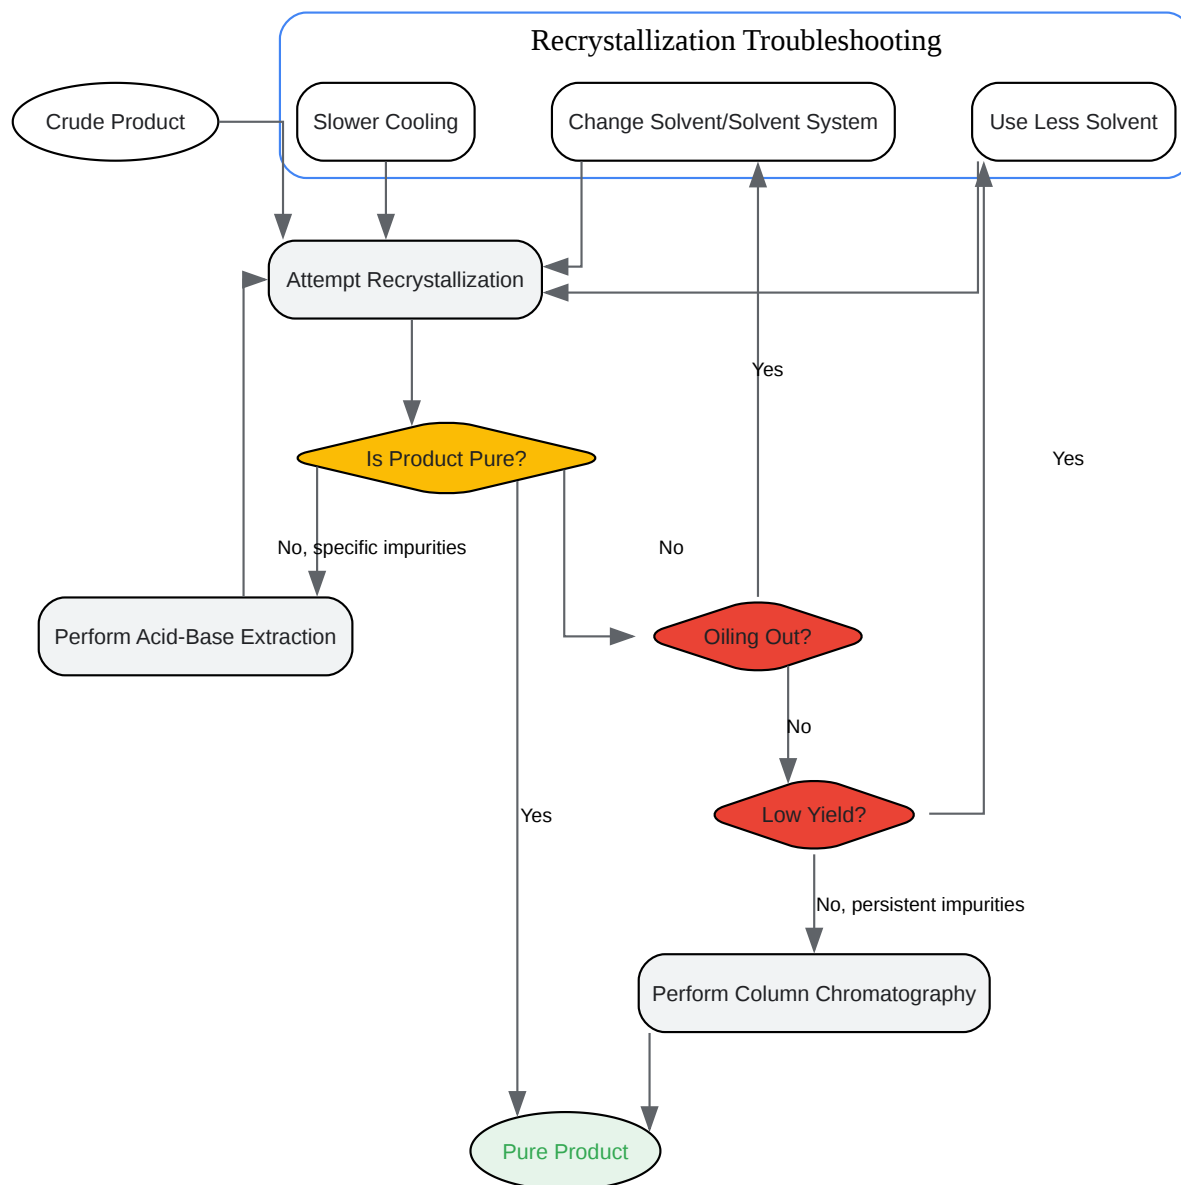 Recrystallization Troubleshooting
Crude Product
Slower Cooling
Change Solvent/Solvent System
Use Less Solvent
Attempt Recrystallization
Yes
Is Product Pure?
Yes
No, specific impurities
No
Perform Acid-Base Extraction
Oiling Out?
No
Yes
Low Yield?
No, persistent impurities
Perform Column Chromatography
Pure Product